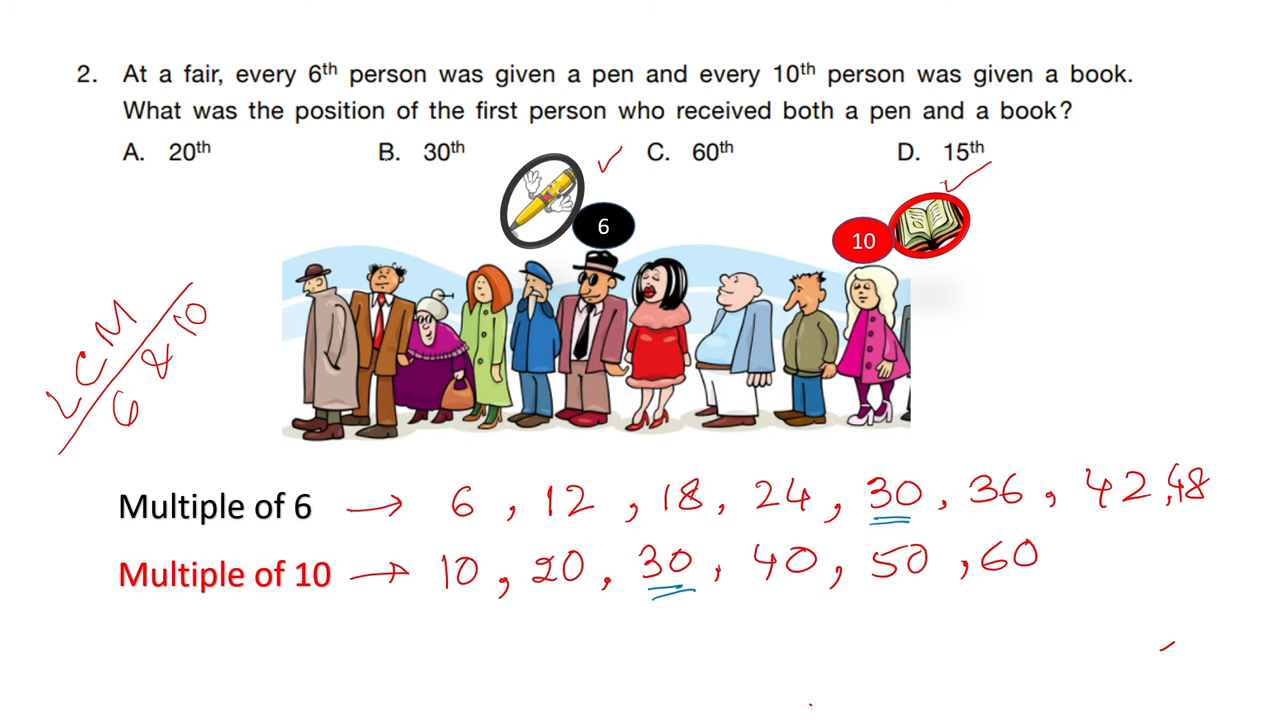 2. At a fair, every 6th person was given a pen and every 10th person was given a book.
What was the position of the first person who received both a pen and a book?
A. 20th B. 30th C. 60th D. 15th
6
10
LCM
6 & 10
Multiple of 6 → 6, 12, 18, 24, 30, 36, 42, 48
Multiple of 10 → 10, 20, 30, 40, 50, 60